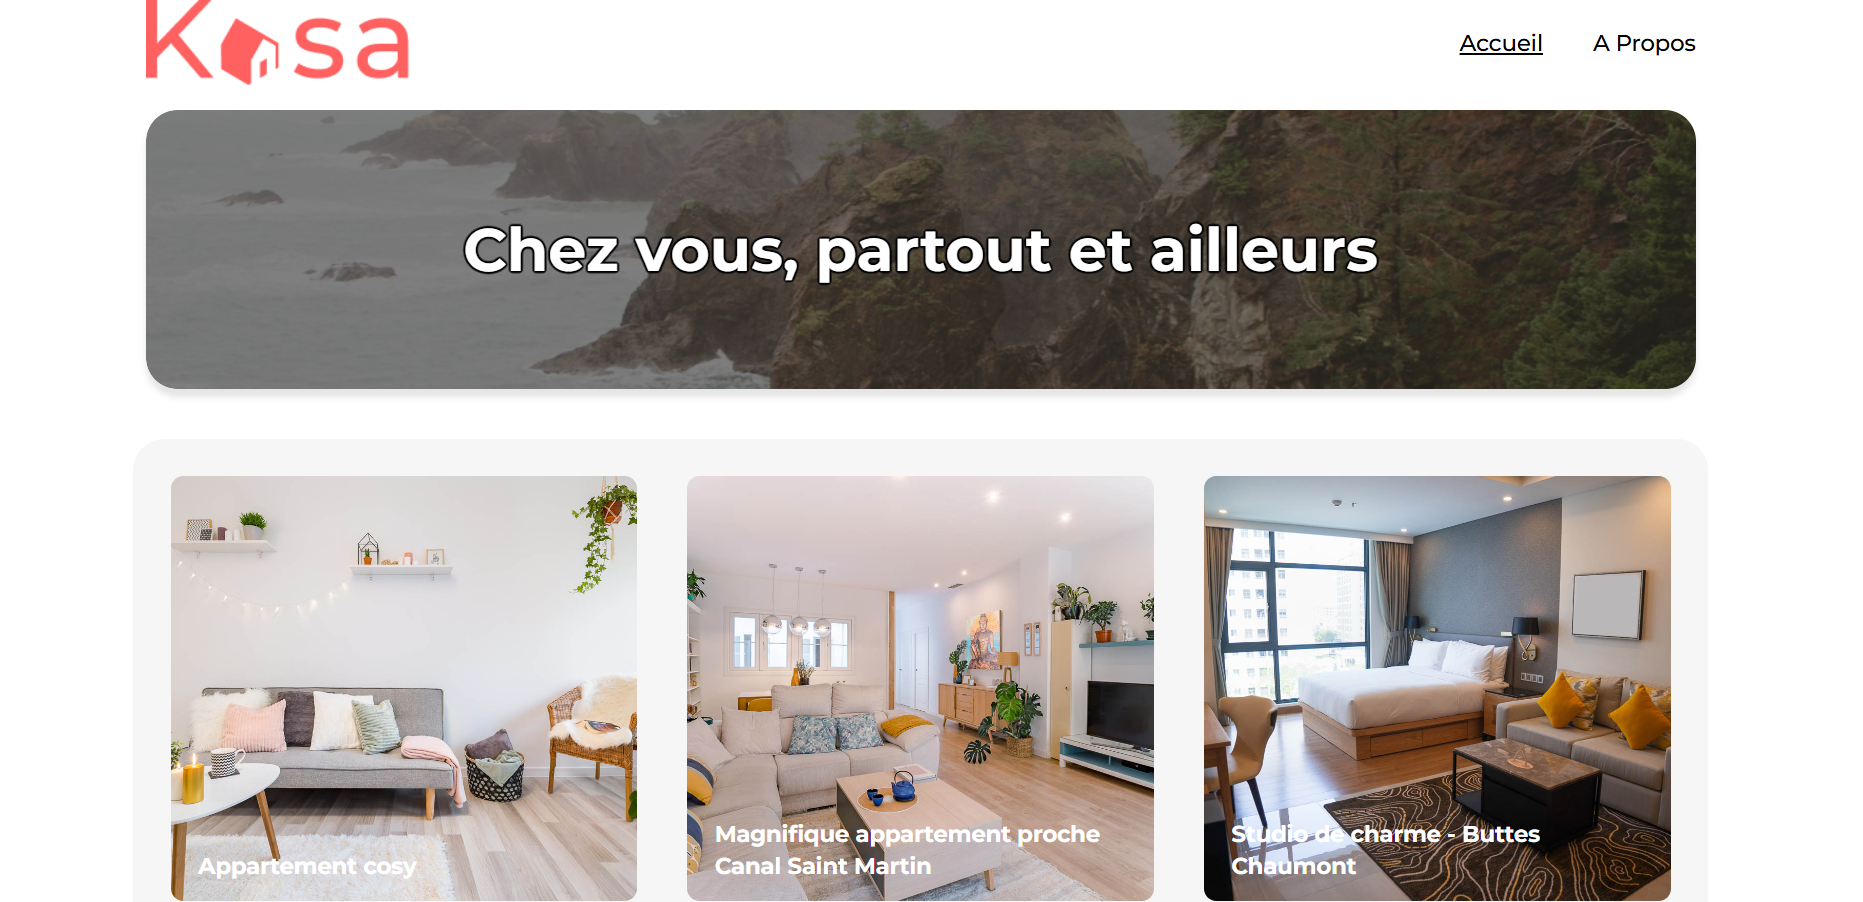 Kasa
Accueil
A Propos
Chez vous, partout et ailleurs
Appartement cosy
Magnifique appartement proche
Canal Saint Martin
Studio de charme - Buttes
Chaumont